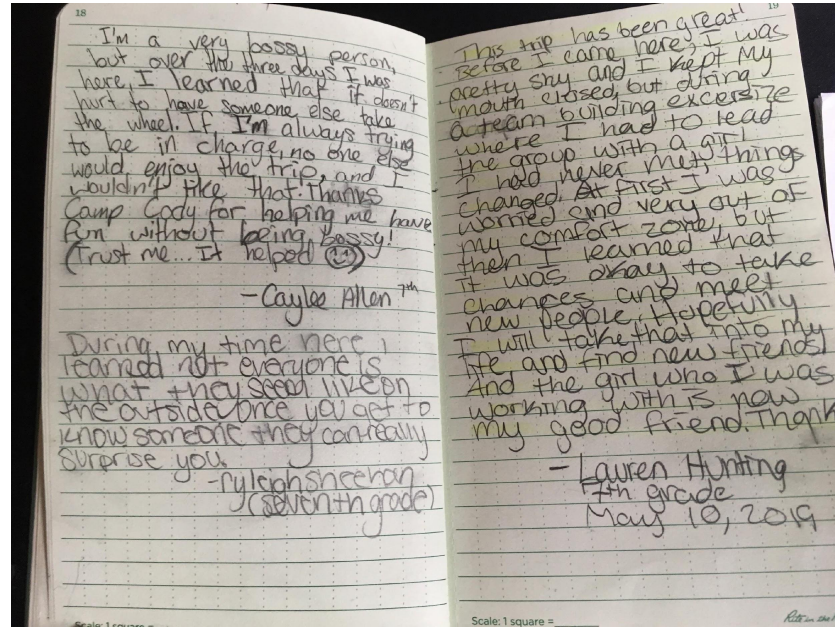 18
I'm a very bossy person,
but over the three days I was
here, I learned that it doesn't
hurt to have someone else take
the wheel. If I'm always trying
to be in charge, no one else
would enjoy the trip, and I
wouldn't like that. Thanks
Camp Cody for helping me have
fun without being bossy!
(Trust me... It helped ☺)
-Caylee Allen 7th
During my time here i
learned not everyone is
what they seed like on
the outside, once you get to
know someone they can really
surprise you.
-ryleigh sheehan
(seventh grade)
Scale: 1 square =
19
This trip has been great!
Before I came here, I was
pretty shy and I kept my
mouth closed, but during
a team building excersize
where I had to lead
the group with a girl
I had never met, things
changed. At first I was
worried and very out of
my comfort zone, but
then I learned that
it was okay to take
chances and meet
new people. Hopefully
I will take that into my
life and find new friends!
And the girl who I was
working with is now
my good friend. Thank
-Lauren Hunting
7th grade
May 10, 2019
Scale: 1 square =
Rite in the